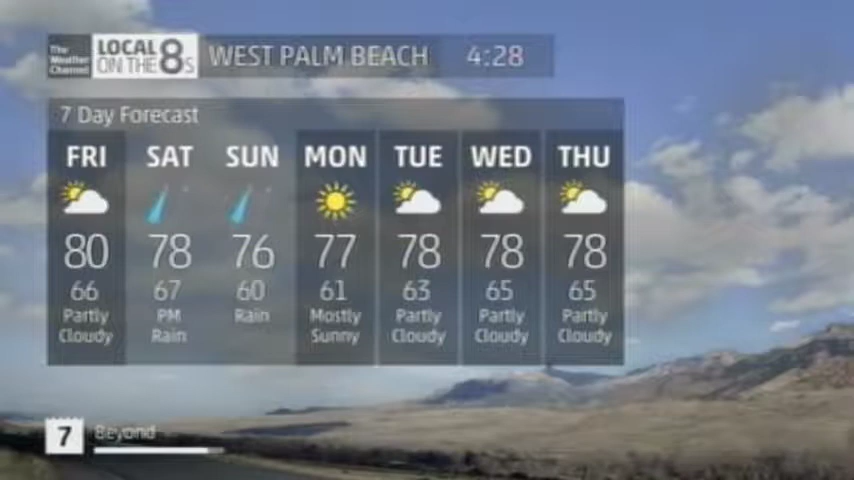 The Weather Channel
LOCAL ON THE 8s
WEST PALM BEACH 4:28
7 Day Forecast
FRI SAT SUN MON TUE WED THU
80 78 76 77 78 78 78
66 67 60 61 63 65 65
Partly PM Rain Mostly Partly Partly Partly
Cloudy Rain Sunny Cloudy Cloudy Cloudy
7 Beyond